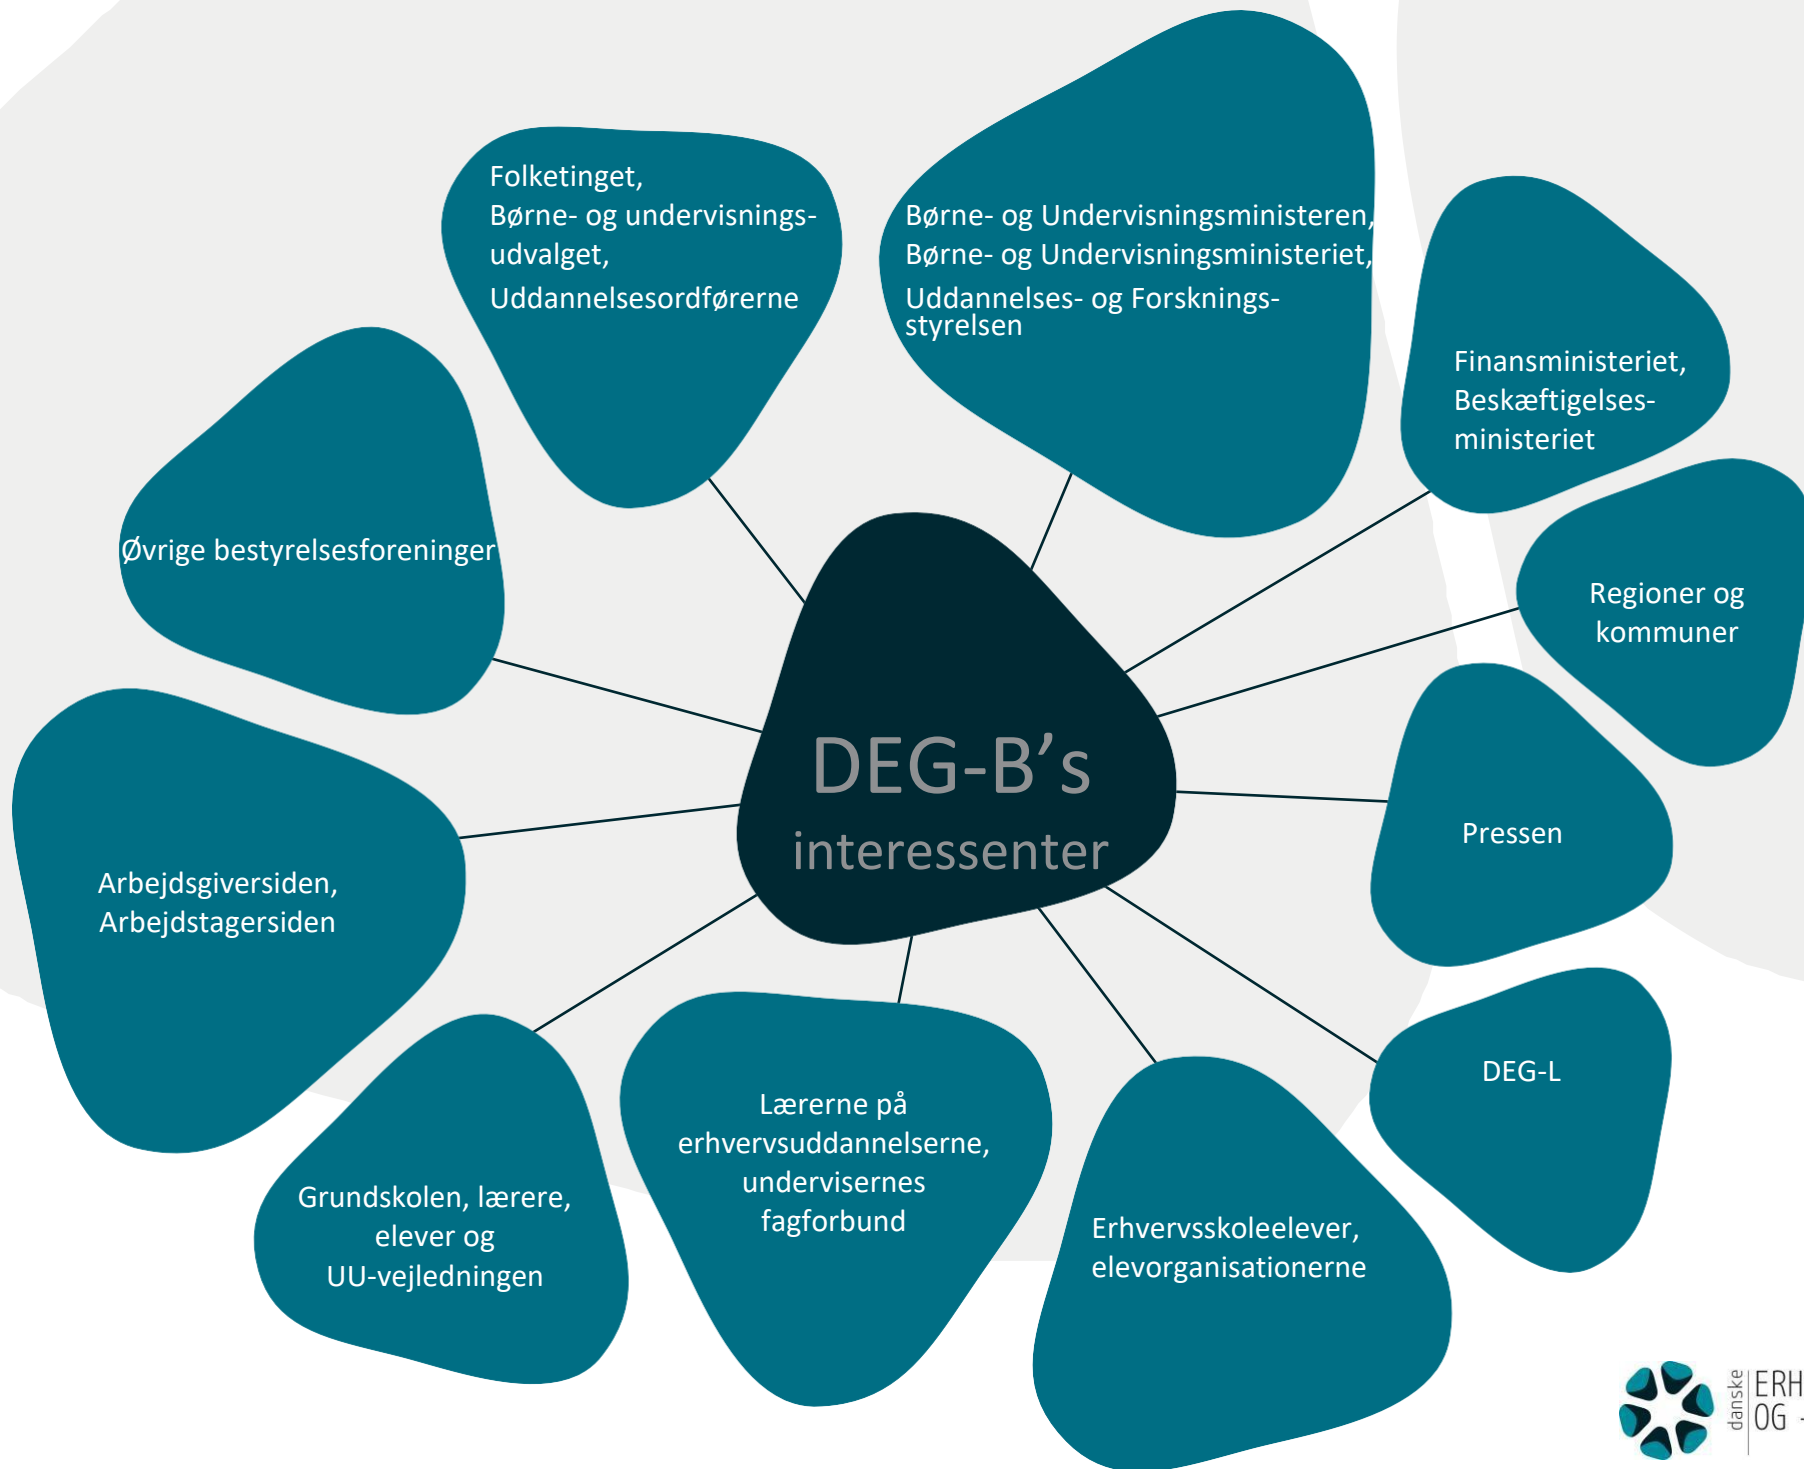 Folketinget,
Børne- og undervisnings-
udvalget,
Uddannelsesordførerne
Børne- og Undervisningsministeren,
Børne- og Undervisningsministeriet,
Uddannelses- og Forsknings-
styrelsen
Finansministeriet,
Beskæftigelses-
ministeriet
Øvrige bestyrelsesforeninger
Regioner og
kommuner
DEG-B’s
interessenter
Pressen
Arbejdsgiversiden,
Arbejdstagersiden
DEG-L
Lærerne på
erhvervsuddannelserne,
undervisernes
fagforbund
Grundskolen, lærere,
elever og
UU-vejledningen
Erhvervsskoleelever,
elevorganisationerne
danske
ERH
OG -